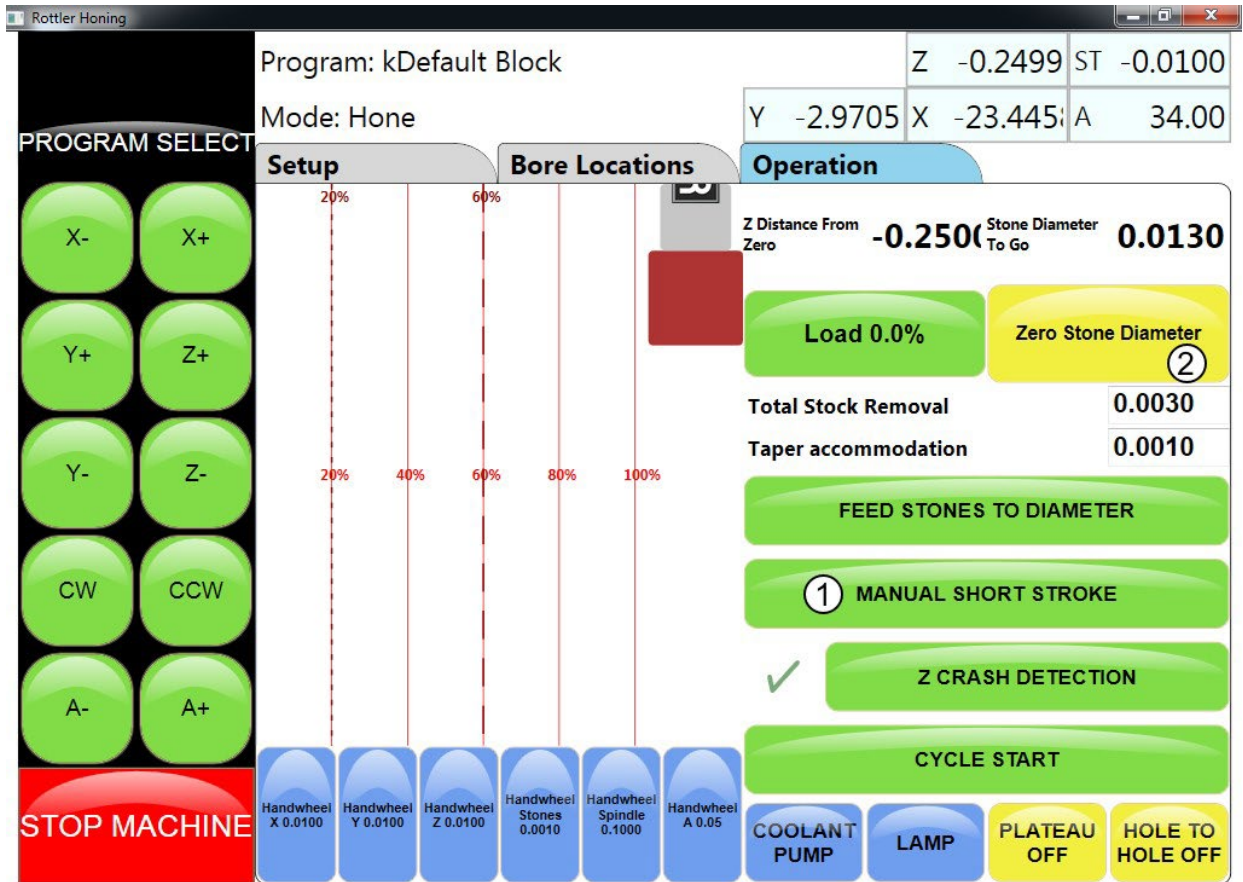 Rottler Honing
Program: kDefault Block
Z -0.2499 ST -0.0100
Mode: Hone
Y -2.9705 X -23.445 A 34.00
PROGRAM SELECT
Setup
Bore Locations
Operation
20% 60%
Z Distance From
Zero
-0.250
Stone Diameter
To Go
0.0130
X- X+
Load 0.0%
Zero Stone Diameter
2
Y+ Z+
Total Stock Removal 0.0030
Taper accommodation 0.0010
Y- Z-
20% 40% 60% 80% 100%
FEED STONES TO DIAMETER
CW CCW
1 MANUAL SHORT STROKE
Z CRASH DETECTION
A- A+
CYCLE START
STOP MACHINE
Handwheel
X 0.0100
Handwheel
Y 0.0100
Handwheel
Z 0.0100
Handwheel
Stones
0.0010
Handwheel
Spindle
0.1000
Handwheel
A 0.05
COOLANT
PUMP
LAMP
PLATEAU
OFF
HOLE TO
HOLE OFF